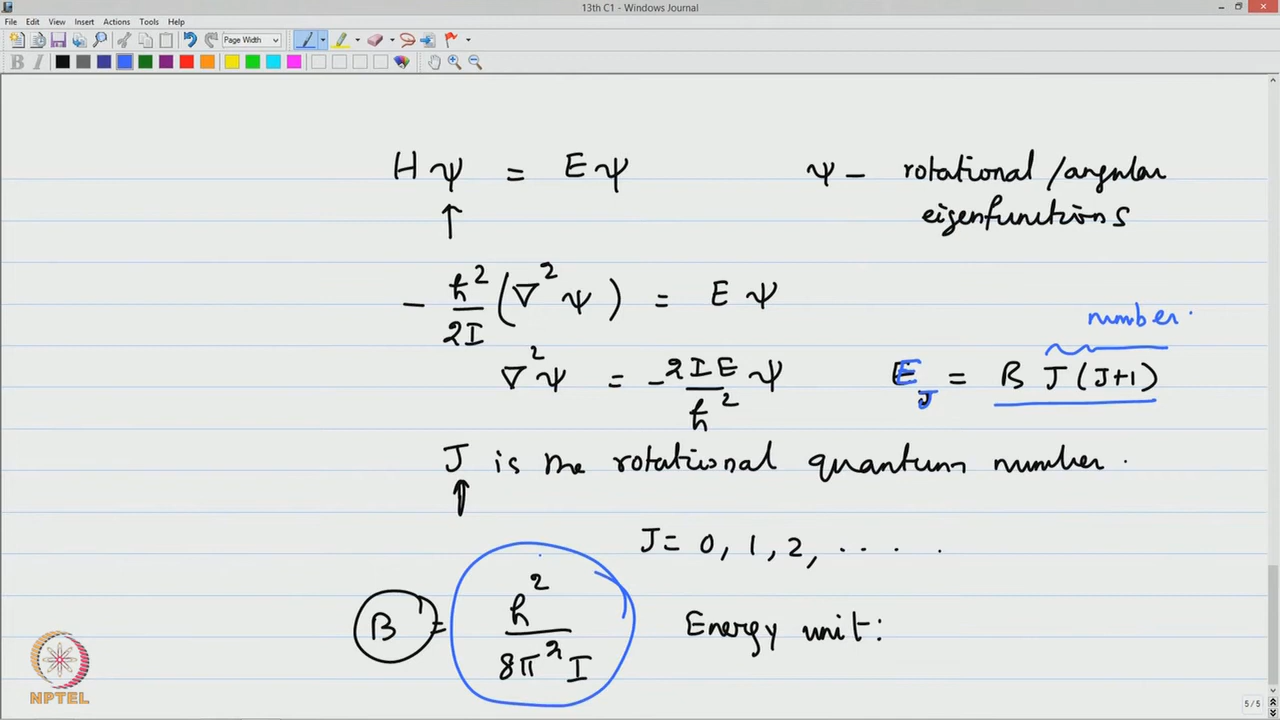 13th C1 - Windows Journal
File Edit View Insert Actions Tools Help
Page Width
Hψ = Eψ ψ – rotational/angular
↑ eigenfunctions
- ℏ²/2I (∇²ψ) = Eψ
number.
∇²ψ = -2IE/ℏ² ψ E_J = B J(J+1)
J is the rotational quantum number.
↑
J = 0, 1, 2, .....
B = h²/8π²I Energy unit:
NPTEL
5/5